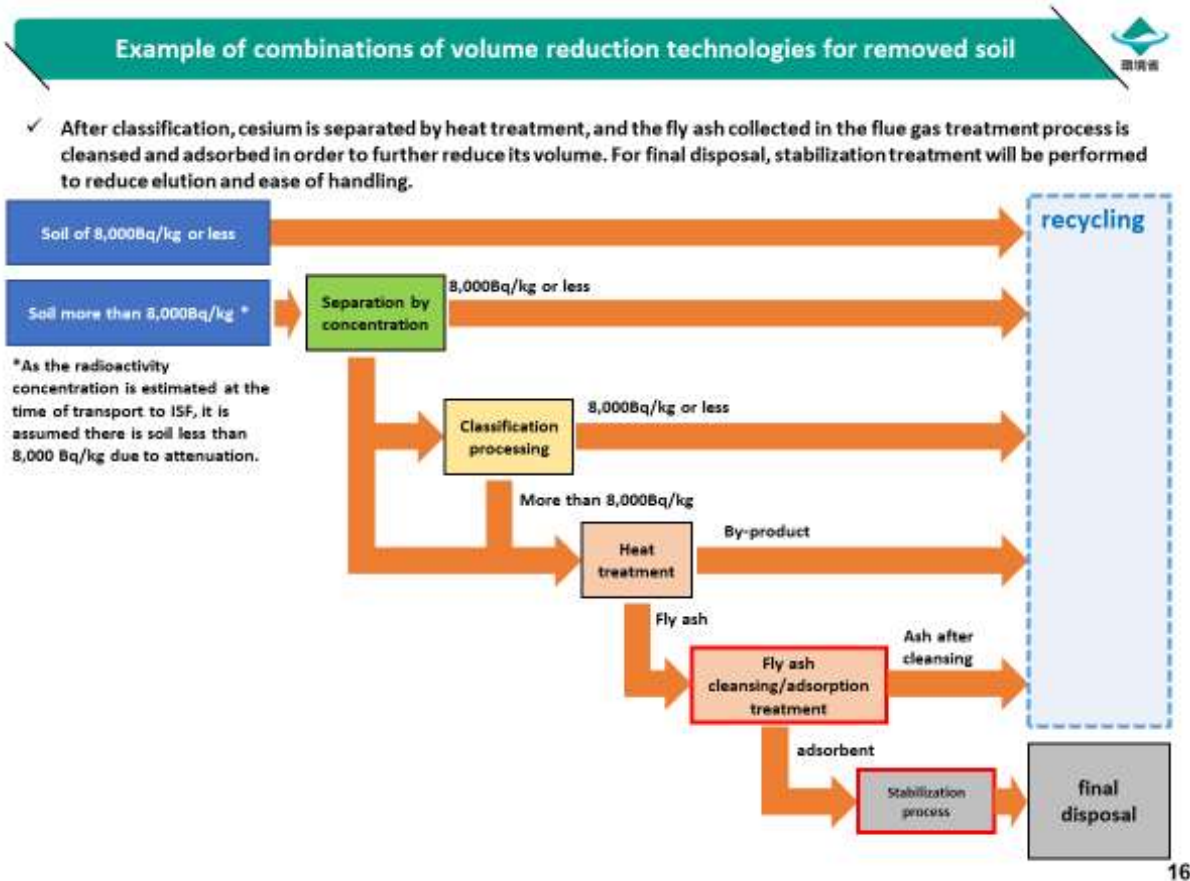 Example of combinations of volume reduction technologies for removed soil
環境省
✓ After classification, cesium is separated by heat treatment, and the fly ash collected in the flue gas treatment process is
cleansed and adsorbed in order to further reduce its volume. For final disposal, stabilization treatment will be performed
to reduce elution and ease of handling.
Soil of 8,000Bq/kg or less
recycling
Soil more than 8,000Bq/kg *
Separation by
concentration
8,000Bq/kg or less
*As the radioactivity
concentration is estimated at the
time of transport to ISF, it is
assumed there is soil less than
8,000 Bq/kg due to attenuation.
Classification
processing
8,000Bq/kg or less
More than 8,000Bq/kg
Heat
treatment
By-product
Fly ash
Fly ash
cleansing/adsorption
treatment
Ash after
cleansing
adsorbent
Stabilization
process
final
disposal
16